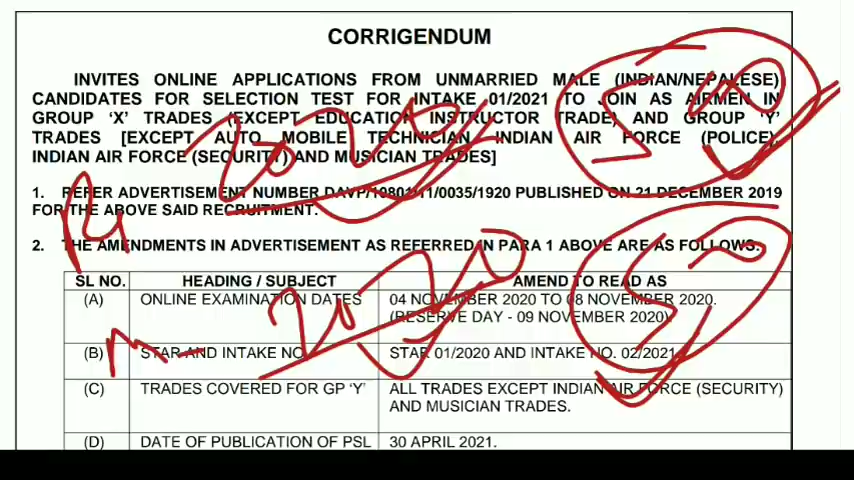 CORRIGENDUM
INVITES ONLINE APPLICATIONS FROM UNMARRIED MALE (INDIAN/NEPALESE)
CANDIDATES FOR SELECTION TEST FOR INTAKE 01/2021 TO JOIN AS AIRMEN IN
GROUP ‘X’ TRADES (EXCEPT EDUCATION INSTRUCTOR TRADE) AND GROUP ‘Y’
TRADES [EXCEPT AUTO MOBILE TECHNICIAN, INDIAN AIR FORCE (POLICE),
INDIAN AIR FORCE (SECURITY) AND MUSICIAN TRADES]
1. REFER ADVERTISEMENT NUMBER PUBLISHED ON 21 DECEMBER 2019
FOR THE ABOVE SAID RECRUITMENT.
2. THE AMENDMENTS IN ADVERTISEMENT AS REFERRED IN PARA 1 ABOVE ARE AS FOLLOWS:
SL NO. HEADING / SUBJECT AMEND TO READ AS
(A) ONLINE EXAMINATION DATES 04 NOVEMBER 2020 TO 08 NOVEMBER 2020.
(RESERVE DAY - 09 NOVEMBER 2020)
(B) STAR AND INTAKE NO. STAR 01/2020 AND INTAKE NO. 02/2021
(C) TRADES COVERED FOR GP ‘Y’ ALL TRADES EXCEPT INDIAN AIR FORCE (SECURITY)
AND MUSICIAN TRADES.
(D) DATE OF PUBLICATION OF PSL 30 APRIL 2021.